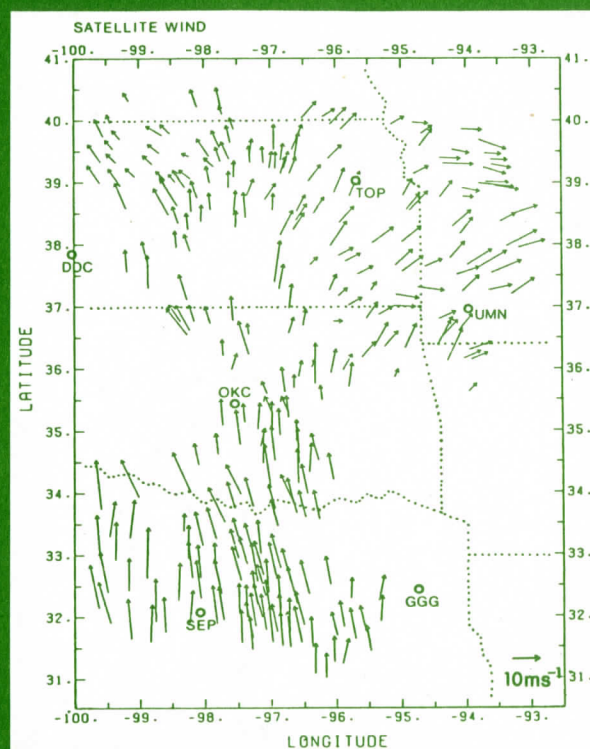 SATELLITE WIND
-100. -99. -98. -97. -96. -95. -94. -93.
41. 41.
40. 40.
39. 39.
TOP
38. 38.
DDC
37. 37.
UMN
36. 36.
OKC
35. 35.
34. 34.
33. 33.
32. 32.
GGG
SEP
31. 31.
10ms⁻¹
-100. -99. -98. -97. -96. -95. -94. -93.
LATITUDE
LONGITUDE